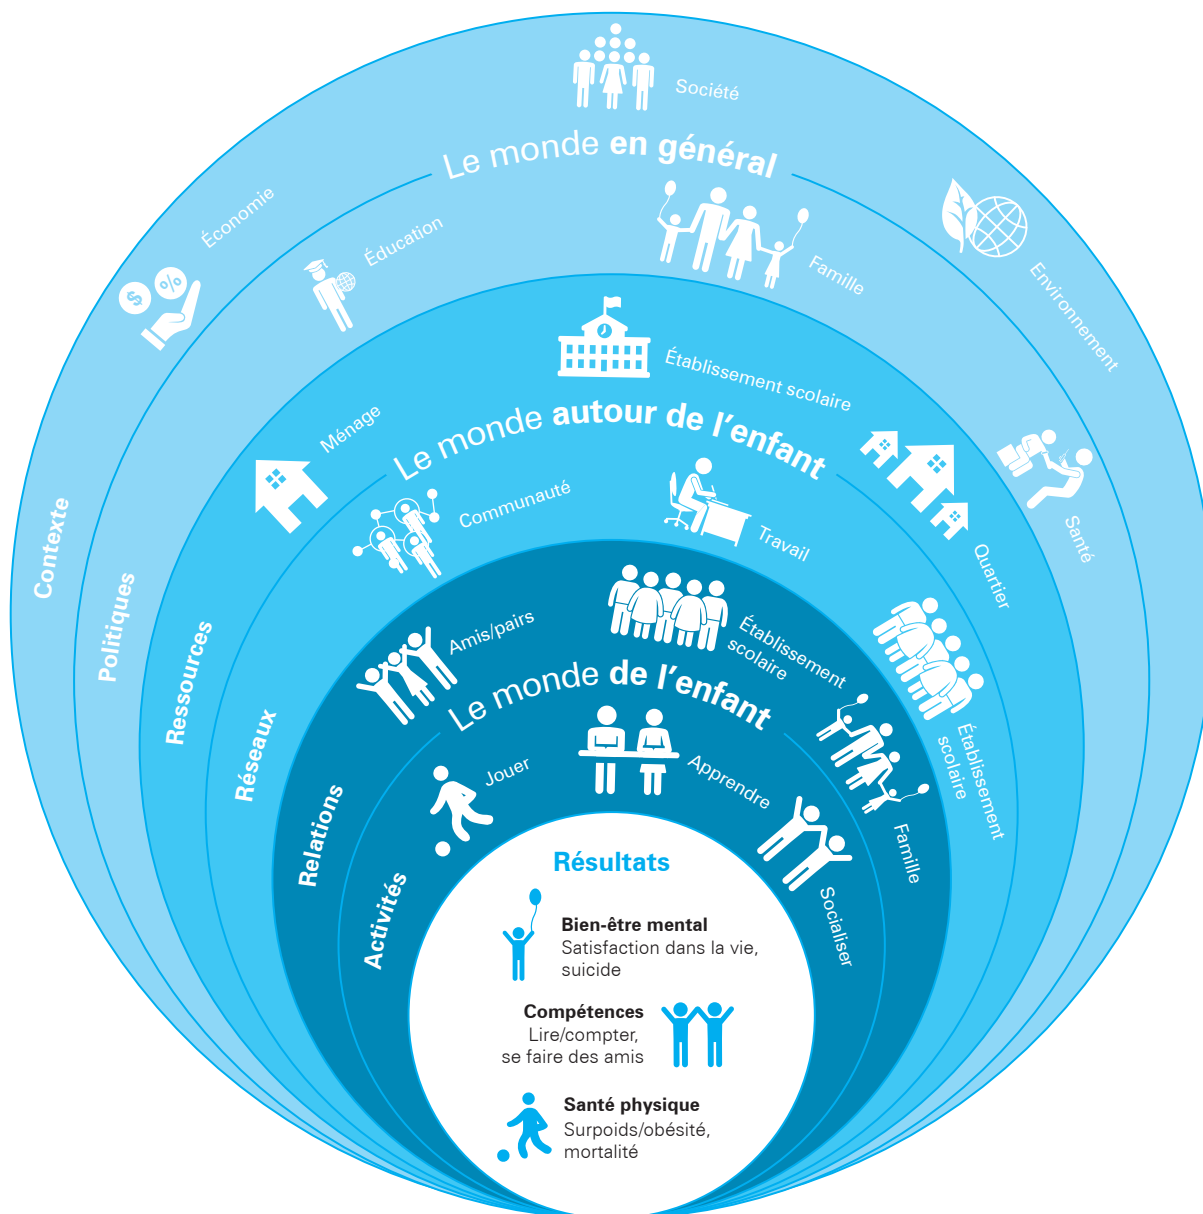 Société
Le monde en général
Économie
Éducation
Famille
Environnement
Contexte
Politiques
Santé
Établissement scolaire
Le monde autour de l'enfant
Ménage
Communauté
Travail
Quartier
Ressources
Réseaux
Établissement
scolaire
Amis/pairs
Établissement
scolaire
Le monde de l'enfant
Relations
Famille
Jouer
Apprendre
Socialiser
Activités
Résultats
Bien-être mental
Satisfaction dans la vie,
suicide
Compétences
Lire/compter,
se faire des amis
Santé physique
Surpoids/obésité,
mortalité
$
%